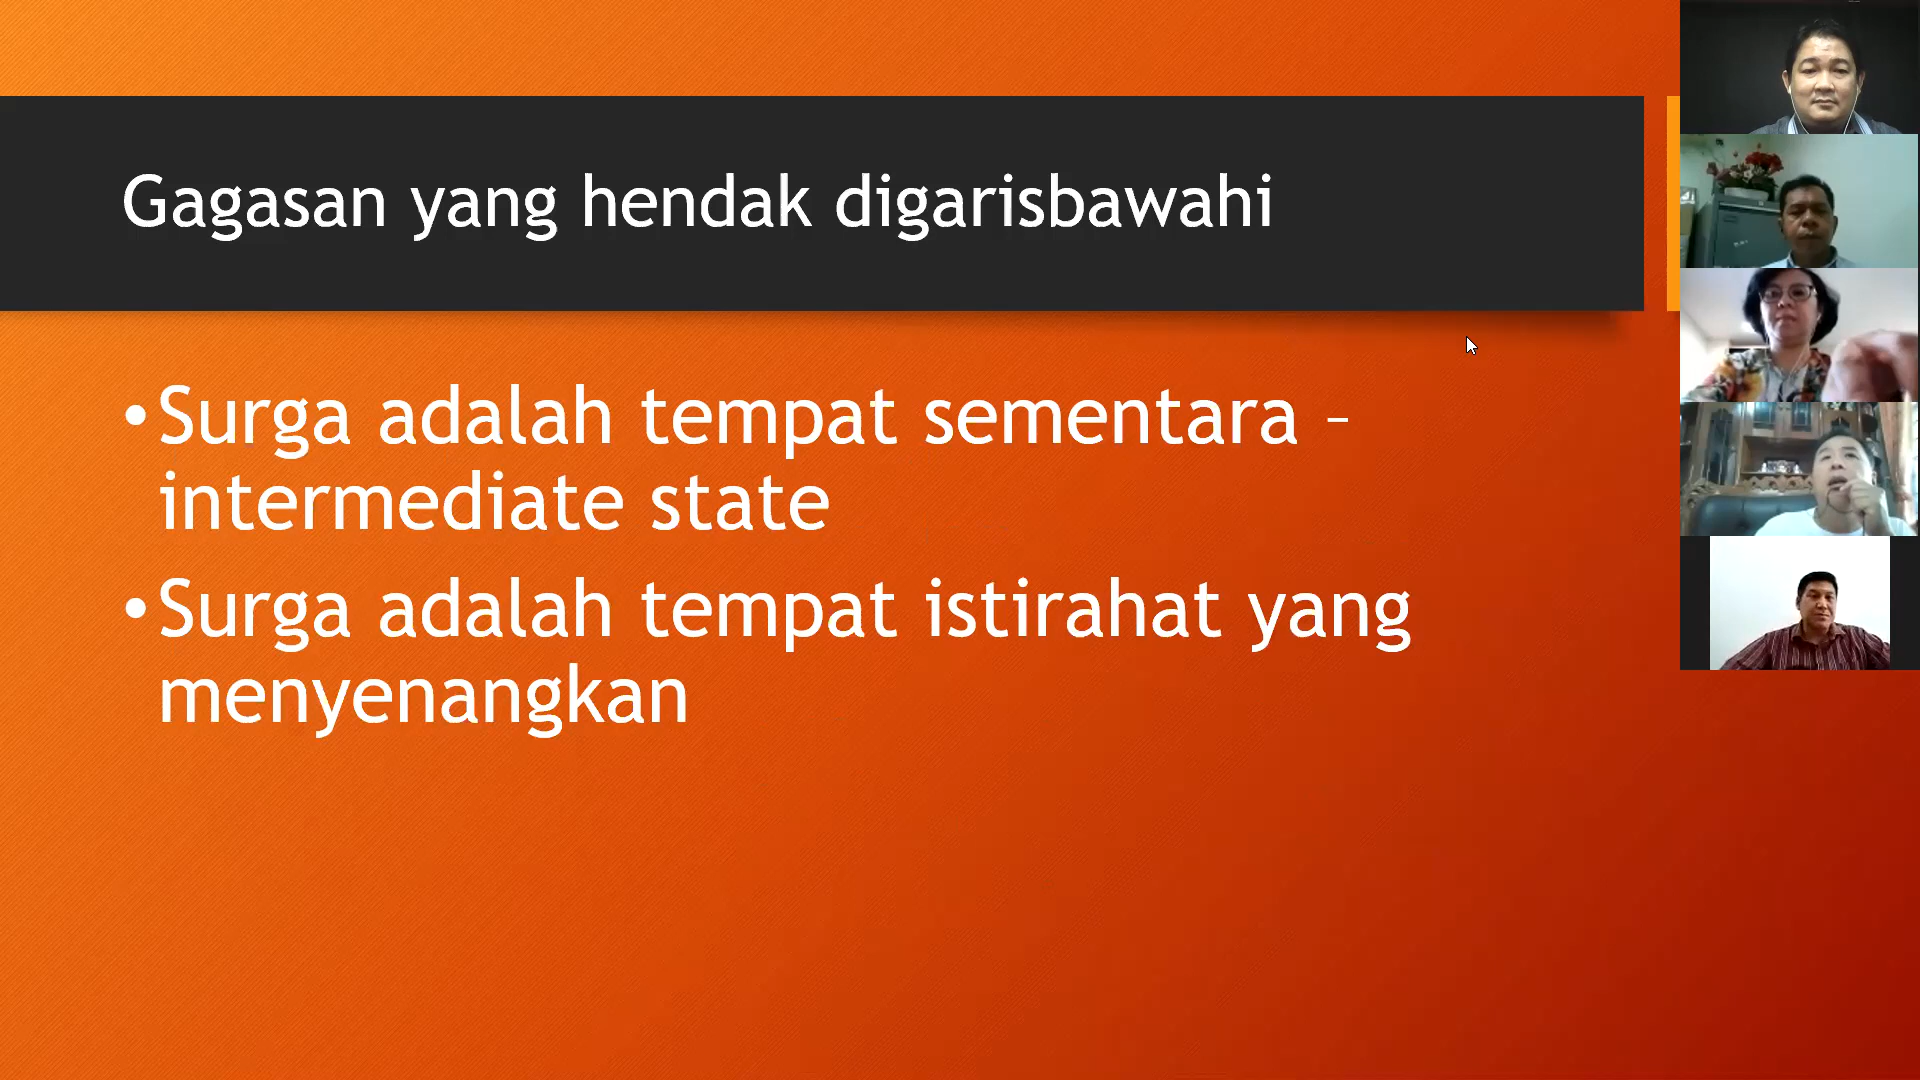 Gagasan yang hendak digarisbawahi
•Surga adalah tempat sementara –
intermediate state
•Surga adalah tempat istirahat yang
menyenangkan